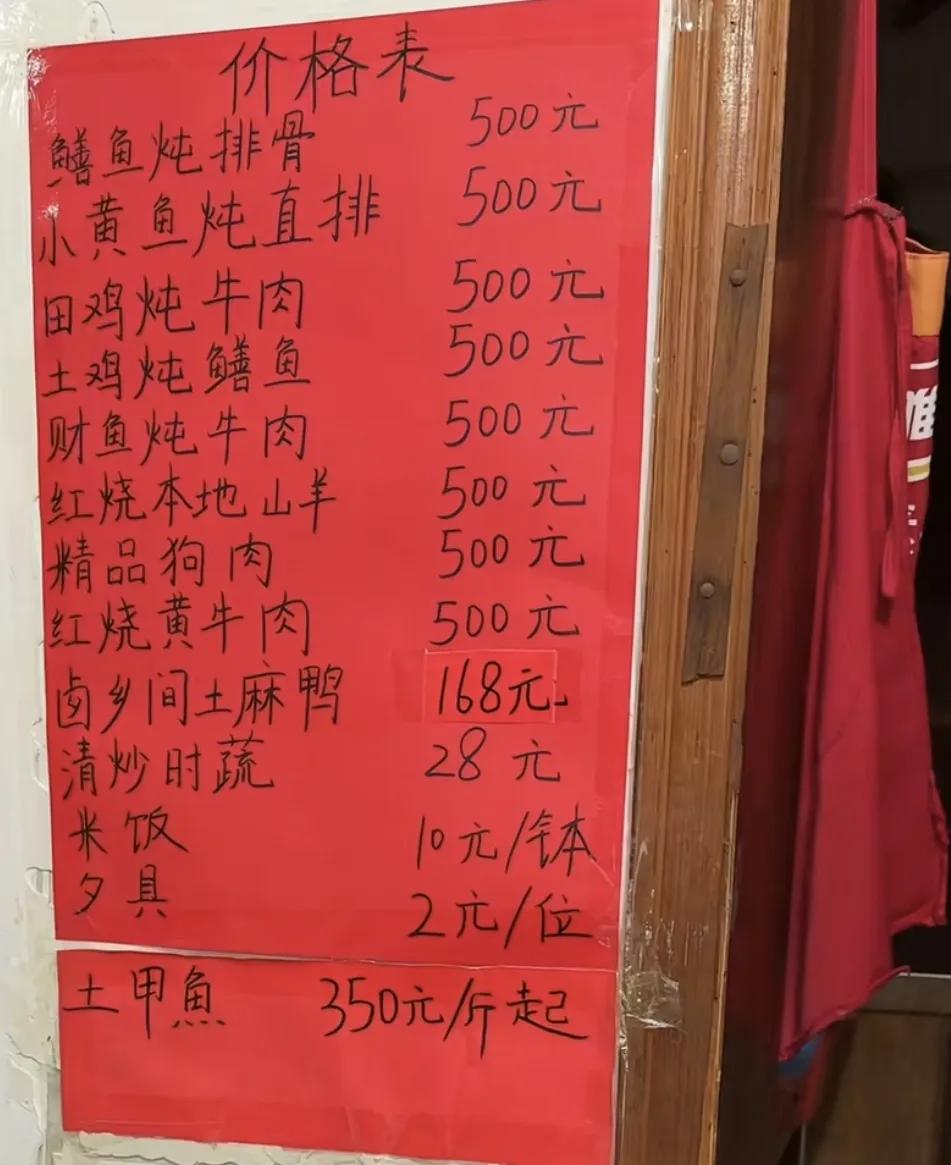 价格表
鳝鱼炖排骨 500元
小黄鱼炖直排 500元
田鸡炖牛肉 500元
土鸡炖鳝鱼 500元
财鱼炖牛肉 500元
红烧本地山羊 500元
精品狗肉 500元
红烧黄牛肉 500元
卤乡间土麻鸭 168元
清炒时蔬 28元
米饭 10元/钵
夕具 2元/位
土甲魚 350元/斤起
唯